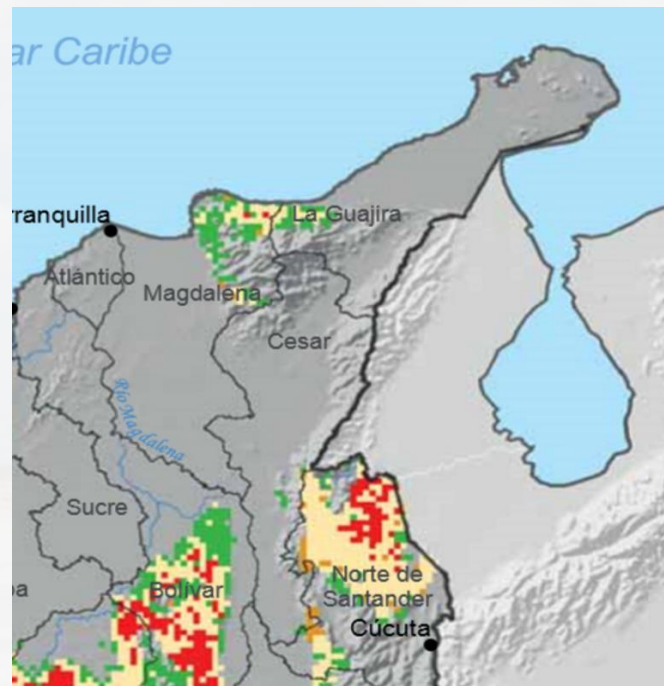 ar Caribe
La Guajira
rranquilla
Atlántico
Magdalena
Cesar
Río Magdalena
Sucre
ba
Bolívar
Norte de
Santander
Cúcuta